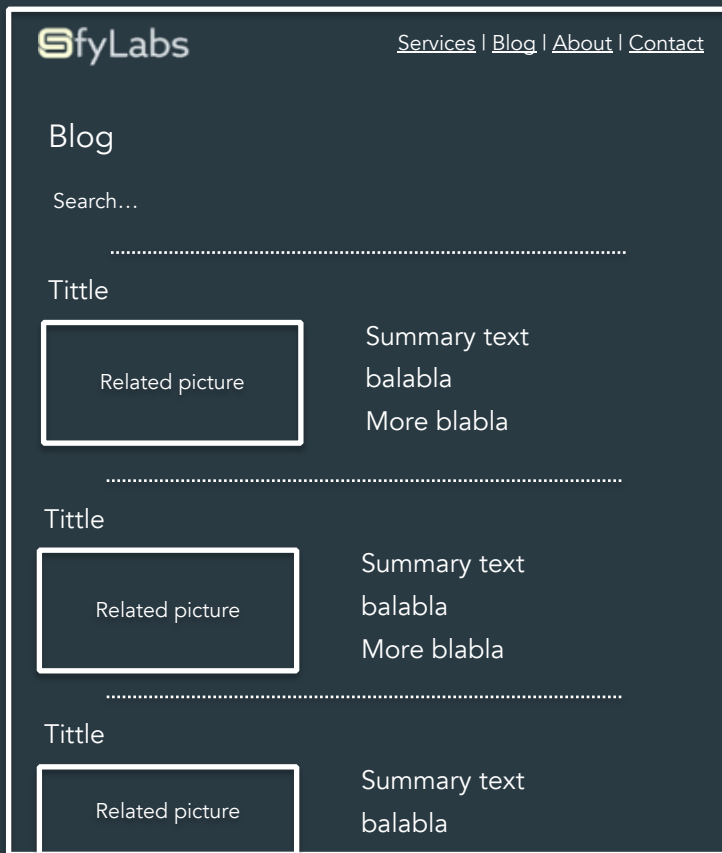 SfyLabs
Services | Blog | About | Contact
Blog
Search…
Tittle
Related picture
Summary text
balabla
More blabla
Tittle
Related picture
Summary text
balabla
More blabla
Tittle
Related picture
Summary text
balabla